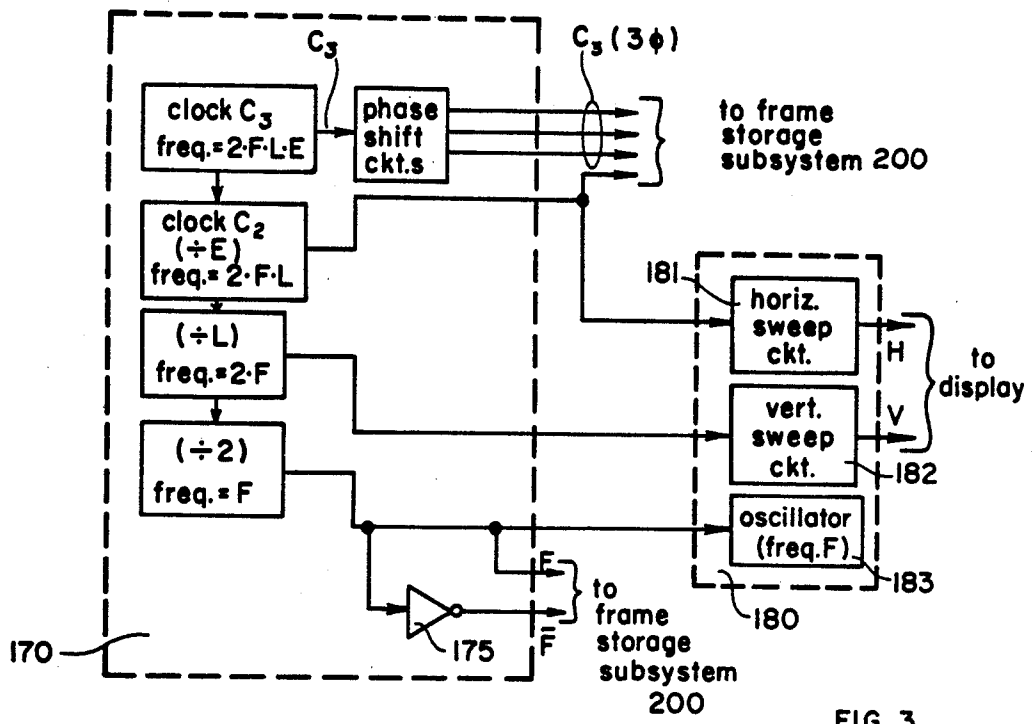 C₃
C₃ (3ϕ)
clock C₃
freq.=2·F·L·E
phase
shift
ckt.s
to frame
storage
subsystem 200
clock C₂
(÷E)
freq.=2·F·L
(÷L)
freq.=2·F
(÷2)
freq.=F
181
horiz.
sweep
ckt.
H
to
display
V
vert.
sweep
ckt.
182
oscillator
(freq.F)
183
180
F
F̅
to
frame
storage
subsystem
200
175
170
FIG. 3